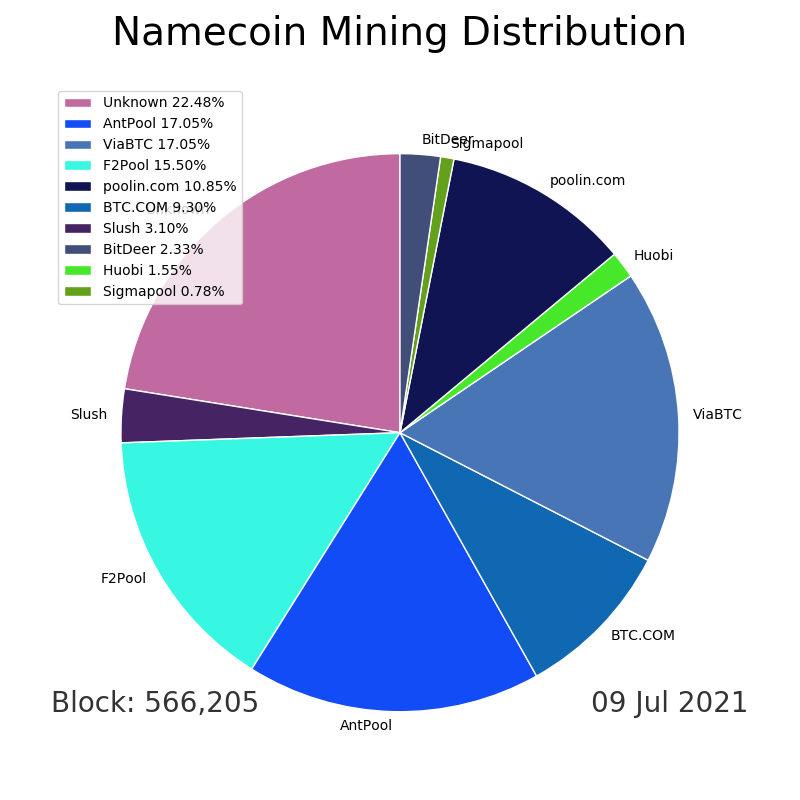 Namecoin Mining Distribution
Unknown 22.48%
AntPool 17.05%
ViaBTC 17.05%
F2Pool 15.50%
poolin.com 10.85%
BTC.COM 9.30%
Slush 3.10%
BitDeer 2.33%
Huobi 1.55%
Sigmapool 0.78%
BitDeer
Sigmapool
poolin.com
Huobi
ViaBTC
BTC.COM
AntPool
F2Pool
Slush
Block: 566,205
09 Jul 2021